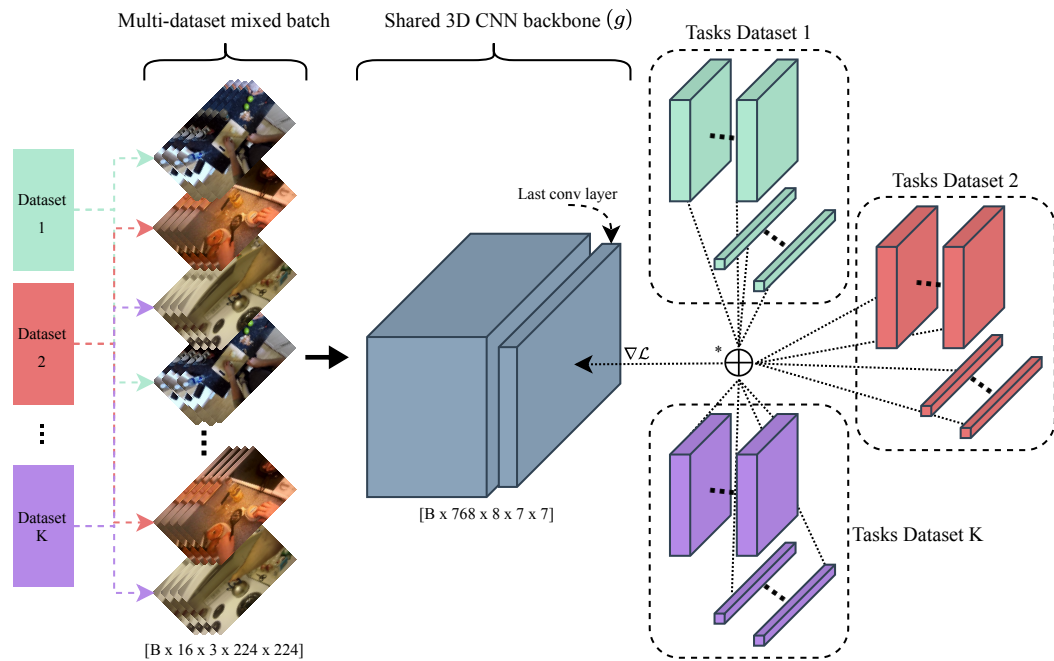 Multi-dataset mixed batch
Shared 3D CNN backbone (g)
Tasks Dataset 1
Dataset
1
Dataset
2
Dataset
K
Last conv layer
Tasks Dataset 2
∇ℒ
*
[B x 768 x 8 x 7 x 7]
Tasks Dataset K
[B x 16 x 3 x 224 x 224]